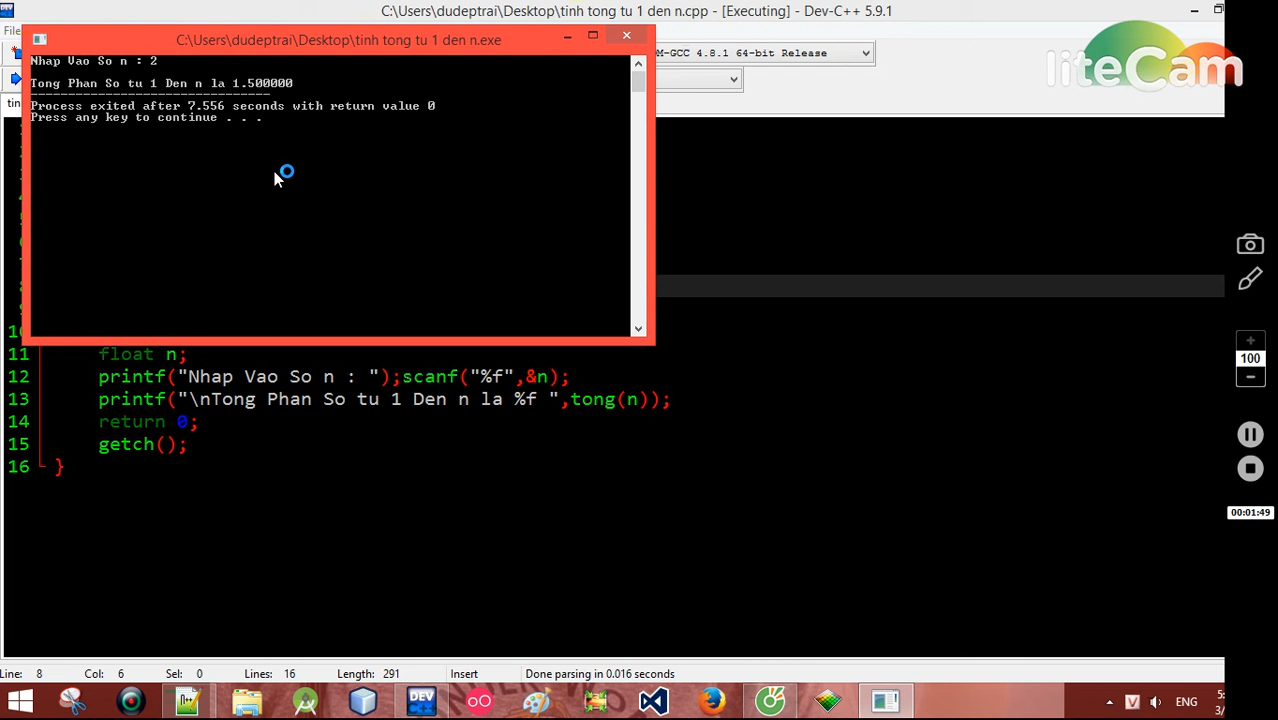 C:\Users\dudeptrai\Desktop\tinh tong tu 1 den n.cpp - [Executing] - Dev-C++ 5.9.1
C:\Users\dudeptrai\Desktop\tinh tong tu 1 den n.exe
M-GCC 4.8.1 64-bit Release
liteCam
Nhap Vao So n : 2
Tong Phan So tu 1 Den n la 1.500000
--------------------------------
Process exited after 7.556 seconds with return value 0
Press any key to continue . . .
11 float n;
12 printf("Nhap Vao So n : ");scanf("%f",&n);
13 printf("\nTong Phan So tu 1 Den n la %f ",tong(n));
14 return 0;
15 getch();
16 }
100
00:01:49
Line: 8 Col: 6 Sel: 0 Lines: 16 Length: 291 Insert Done parsing in 0.016 seconds
DEV C++
V ENG